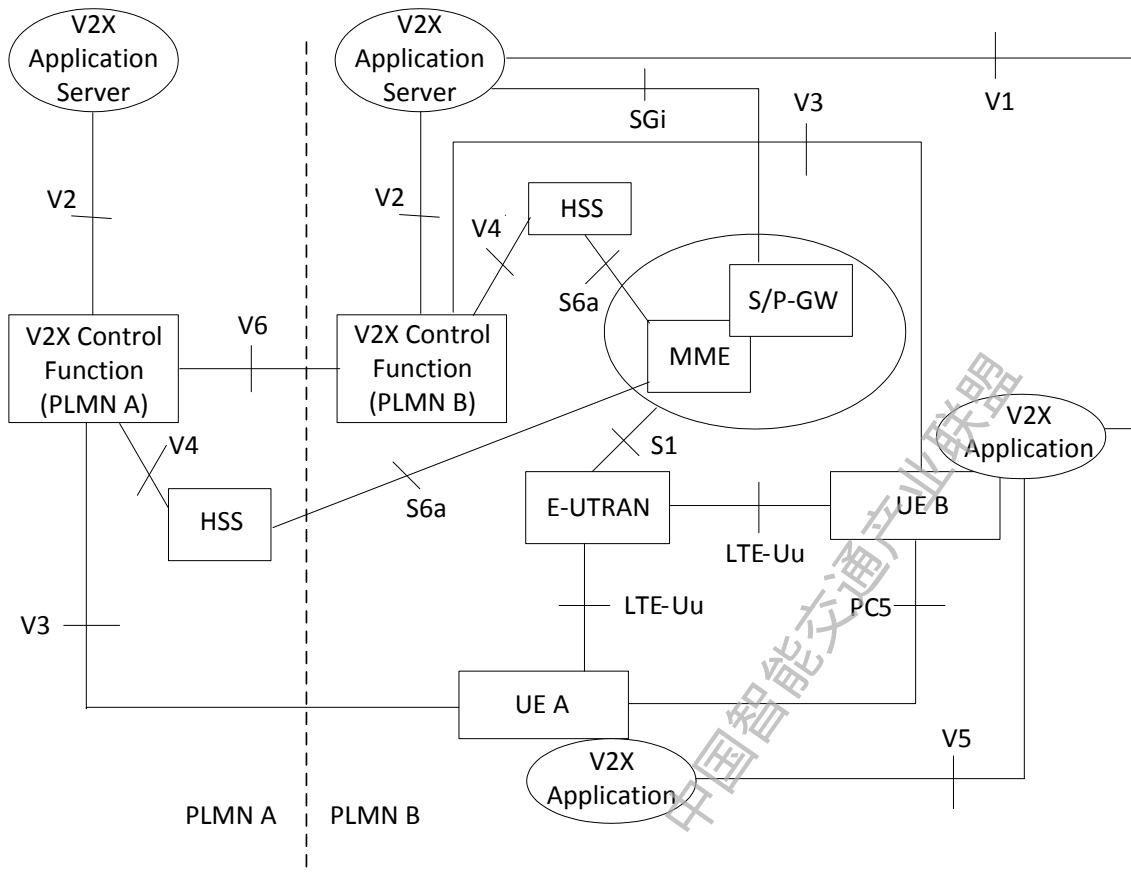 V2X
Application
Server
V2X
Application
Server
V1
SGi
V3
V2
V2
HSS
V4
S6a
S/P-GW
MME
V2X Control
Function
(PLMN A)
V6
V2X Control
Function
(PLMN B)
V4
HSS
S6a
S1
V2X
Application
E-UTRAN
UE B
LTE-Uu
LTE-Uu
PC5
V3
UE A
V2X
Application
V5
PLMN A
PLMN B
中国智能交通产业联盟